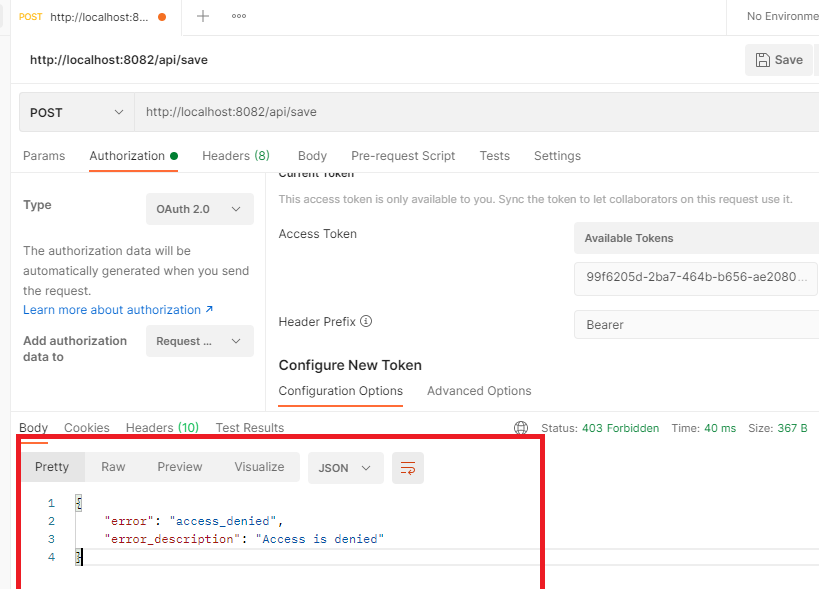 POST http://localhost:8... No Environme
http://localhost:8082/api/save Save
POST http://localhost:8082/api/save
Params Authorization Headers (8) Body Pre-request Script Tests Settings
Current Token
Type OAuth 2.0 This access token is only available to you. Sync the token to let collaborators on this request use it.
Access Token Available Tokens
The authorization data will be
automatically generated when you send
the request.
Learn more about authorization ↗
99f6205d-2ba7-464b-b656-ae2080...
Header Prefix Bearer
Add authorization
data to
Request ...
Configure New Token
Configuration Options Advanced Options
Body Cookies Headers (10) Test Results Status: 403 Forbidden Time: 40 ms Size: 367 B
Pretty Raw Preview Visualize JSON
1 {
2 "error": "access_denied",
3 "error_description": "Access is denied"
4 }